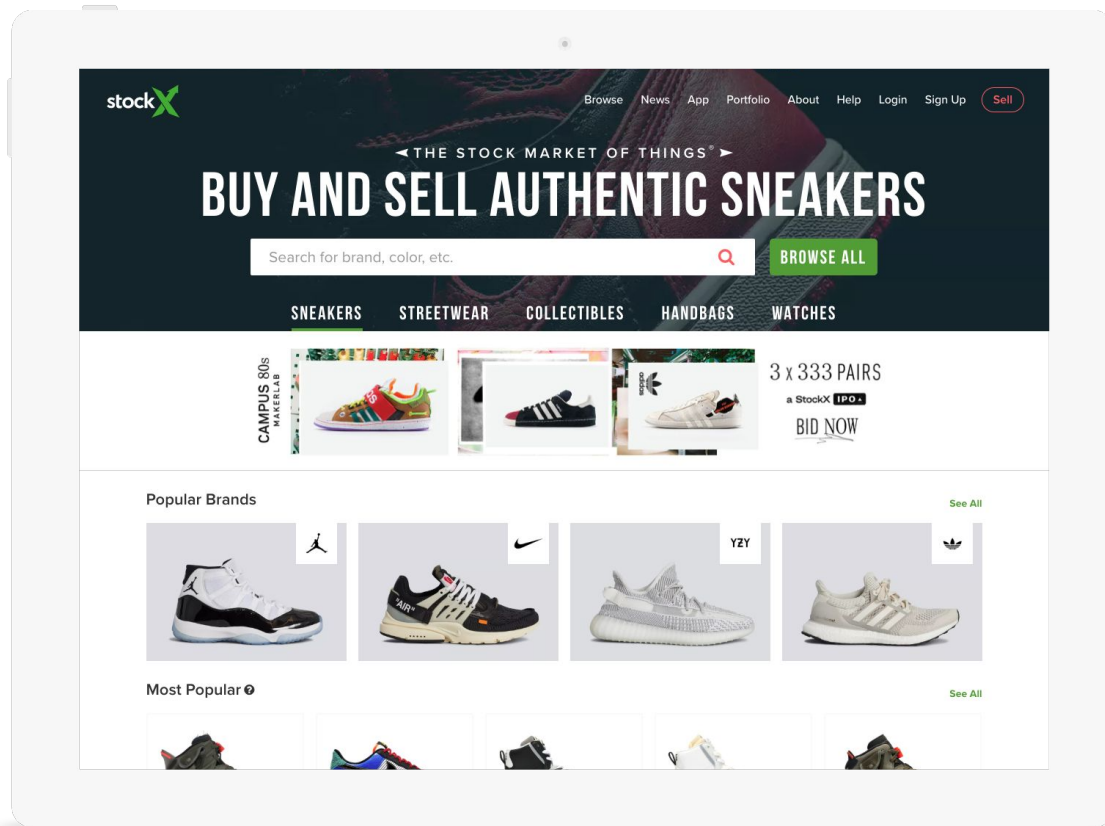 stockX
Browse News App Portfolio About Help Login Sign Up Sell
THE STOCK MARKET OF THINGS®
BUY AND SELL AUTHENTIC SNEAKERS
Search for brand, color, etc.
BROWSE ALL
SNEAKERS STREETWEAR COLLECTIBLES HANDBAGS WATCHES
CAMPUS 80s
MAKERLAB
adidas
3 x 333 PAIRS
a StockX IPO
BID NOW
Popular Brands
See All
"AIR"
YZY
Most Popular
See All